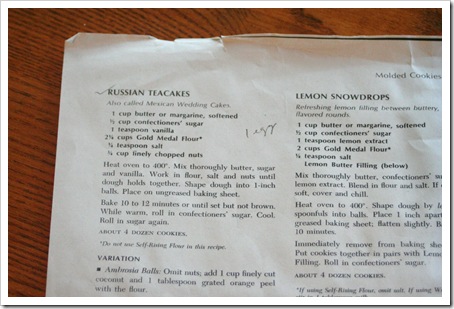 Molded Cookies
✓ RUSSIAN TEACAKES
Also called Mexican Wedding Cakes.
1 cup butter or margarine, softened
½ cup confectioners' sugar
1 teaspoon vanilla
2¼ cups Gold Medal Flour*
¼ teaspoon salt
¾ cup finely chopped nuts
1 egg
Heat oven to 400°. Mix thoroughly butter, sugar
and vanilla. Work in flour, salt and nuts until
dough holds together. Shape dough into 1-inch
balls. Place on ungreased baking sheet.
Bake 10 to 12 minutes or until set but not brown.
While warm, roll in confectioners' sugar. Cool.
Roll in sugar again.
ABOUT 4 DOZEN COOKIES.
*Do not use Self-Rising Flour in this recipe.
VARIATION
■ Ambrosia Balls: Omit nuts; add 1 cup finely cut
coconut and 1 tablespoon grated orange peel
with the flour.
LEMON SNOWDROPS
Refreshing lemon filling between buttery,
flavored rounds.
1 cup butter or margarine, softened
½ cup confectioners' sugar
1 teaspoon lemon extract
2 cups Gold Medal Flour*
¼ teaspoon salt
Lemon Butter Filling (below)
Mix thoroughly butter, confectioners' su
lemon extract. Blend in flour and salt. If d
soft, cover and chill.
Heat oven to 400°. Shape dough by le
spoonfuls into balls. Place 1 inch apart
greased baking sheet; flatten slightly. B
10 minutes.
Immediately remove from baking shee
Put cookies together in pairs with Lemon
Filling. Roll in confectioners' sugar.
ABOUT 4 DOZEN COOKIES.
*If using Self-Rising Flour, omit salt. If using W